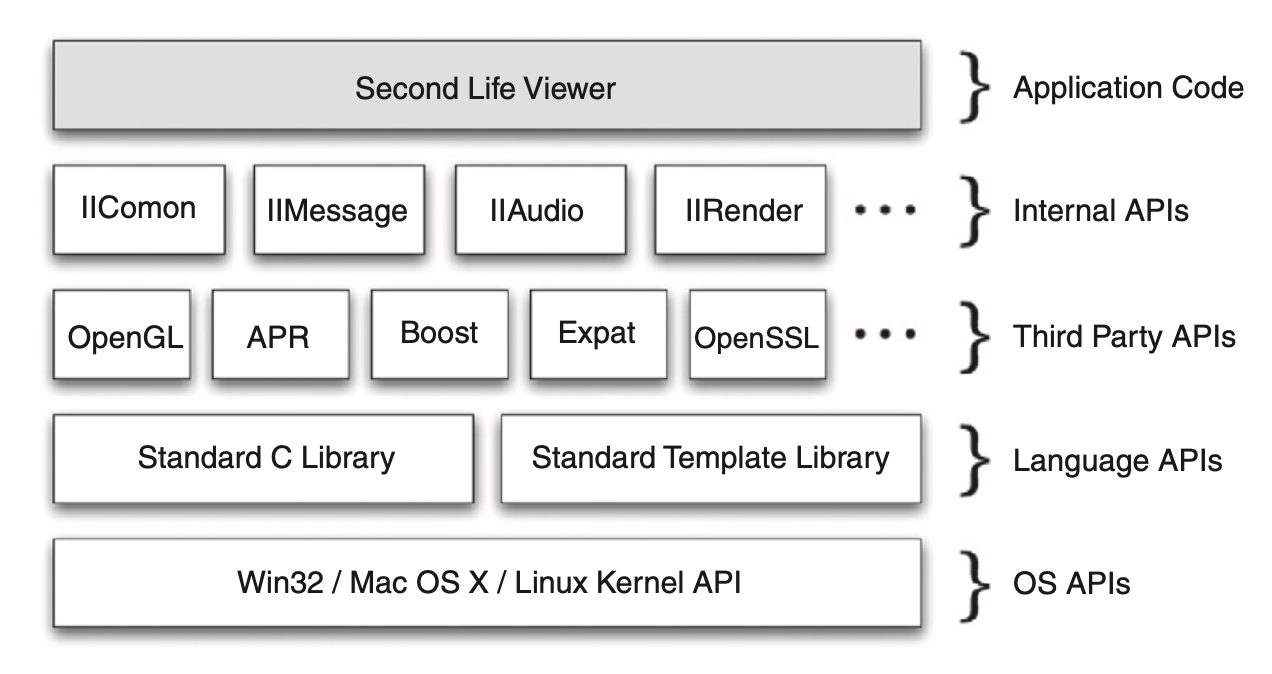 Second Life Viewer
Application Code
IIComon
IIMessage
IIAudio
IIRender
...
Internal APIs
OpenGL
APR
Boost
Expat
OpenSSL
...
Third Party APIs
Standard C Library
Standard Template Library
Language APIs
Win32 / Mac OS X / Linux Kernel API
OS APIs